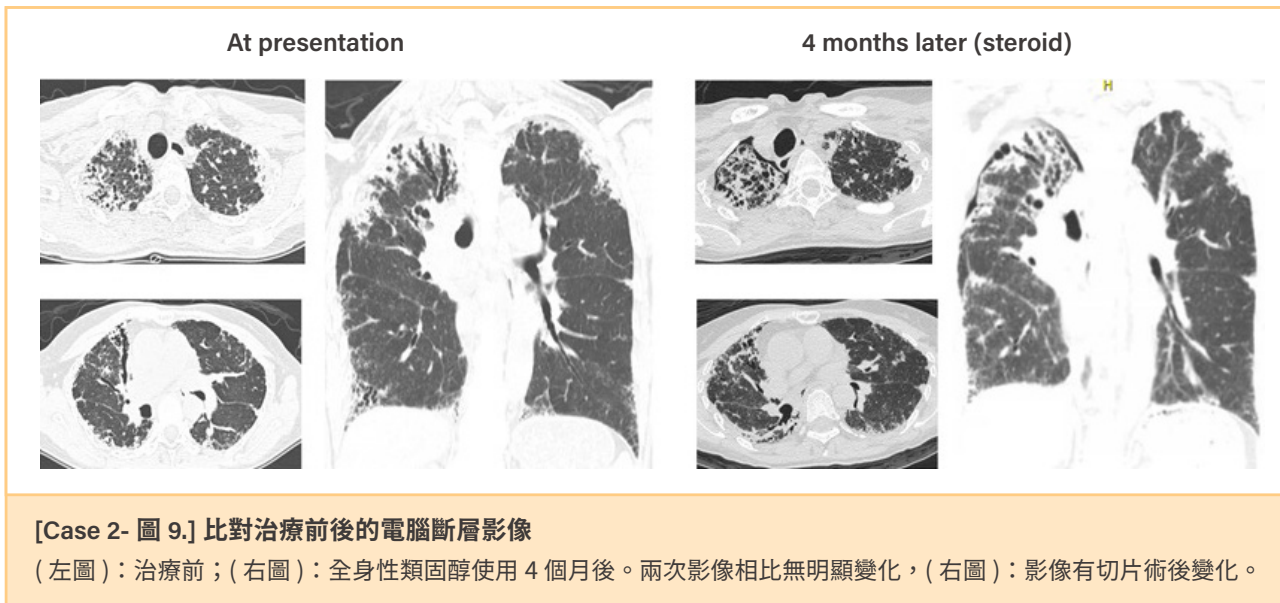 At presentation
4 months later (steroid)
H
[Case 2- 圖 9.] 比對治療前後的電腦斷層影像
( 左圖 )：治療前；( 右圖 )：全身性類固醇使用 4 個月後。兩次影像相比無明顯變化，( 右圖 )：影像有切片術後變化。